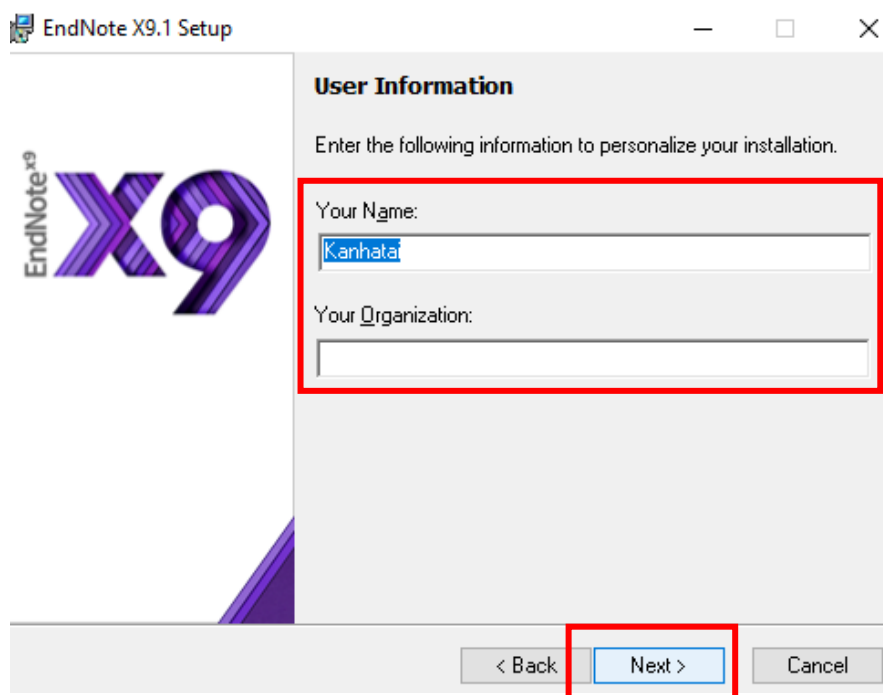 EndNote X9.1 Setup
EndNote x9
X9
User Information
Enter the following information to personalize your installation.
Your Name:
Kanhatai
Your Organization:
< Back
Next >
Cancel